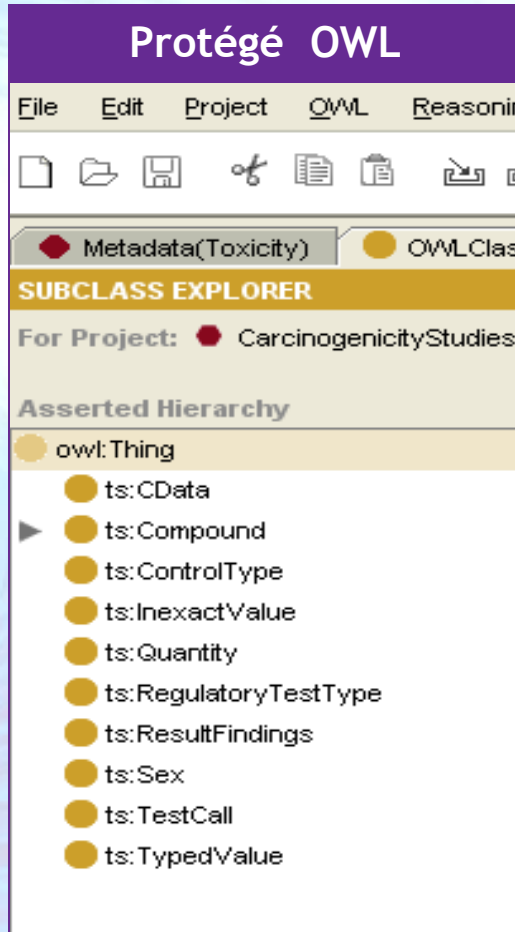 Protégé OWL
File Edit Project OWL
Metadata(Toxicity)
SUBCLASS EXPLORER
For Project: CarcinogenicityStudies
Asserted Hierarchy
owl:Thing
ts:CData
ts:Compound
ts:ControlType
ts:InexactValue
ts:Quantity
ts:RegulatoryTestType
ts:ResultFindings
ts:Sex
ts:TestCall
ts:TypedValue